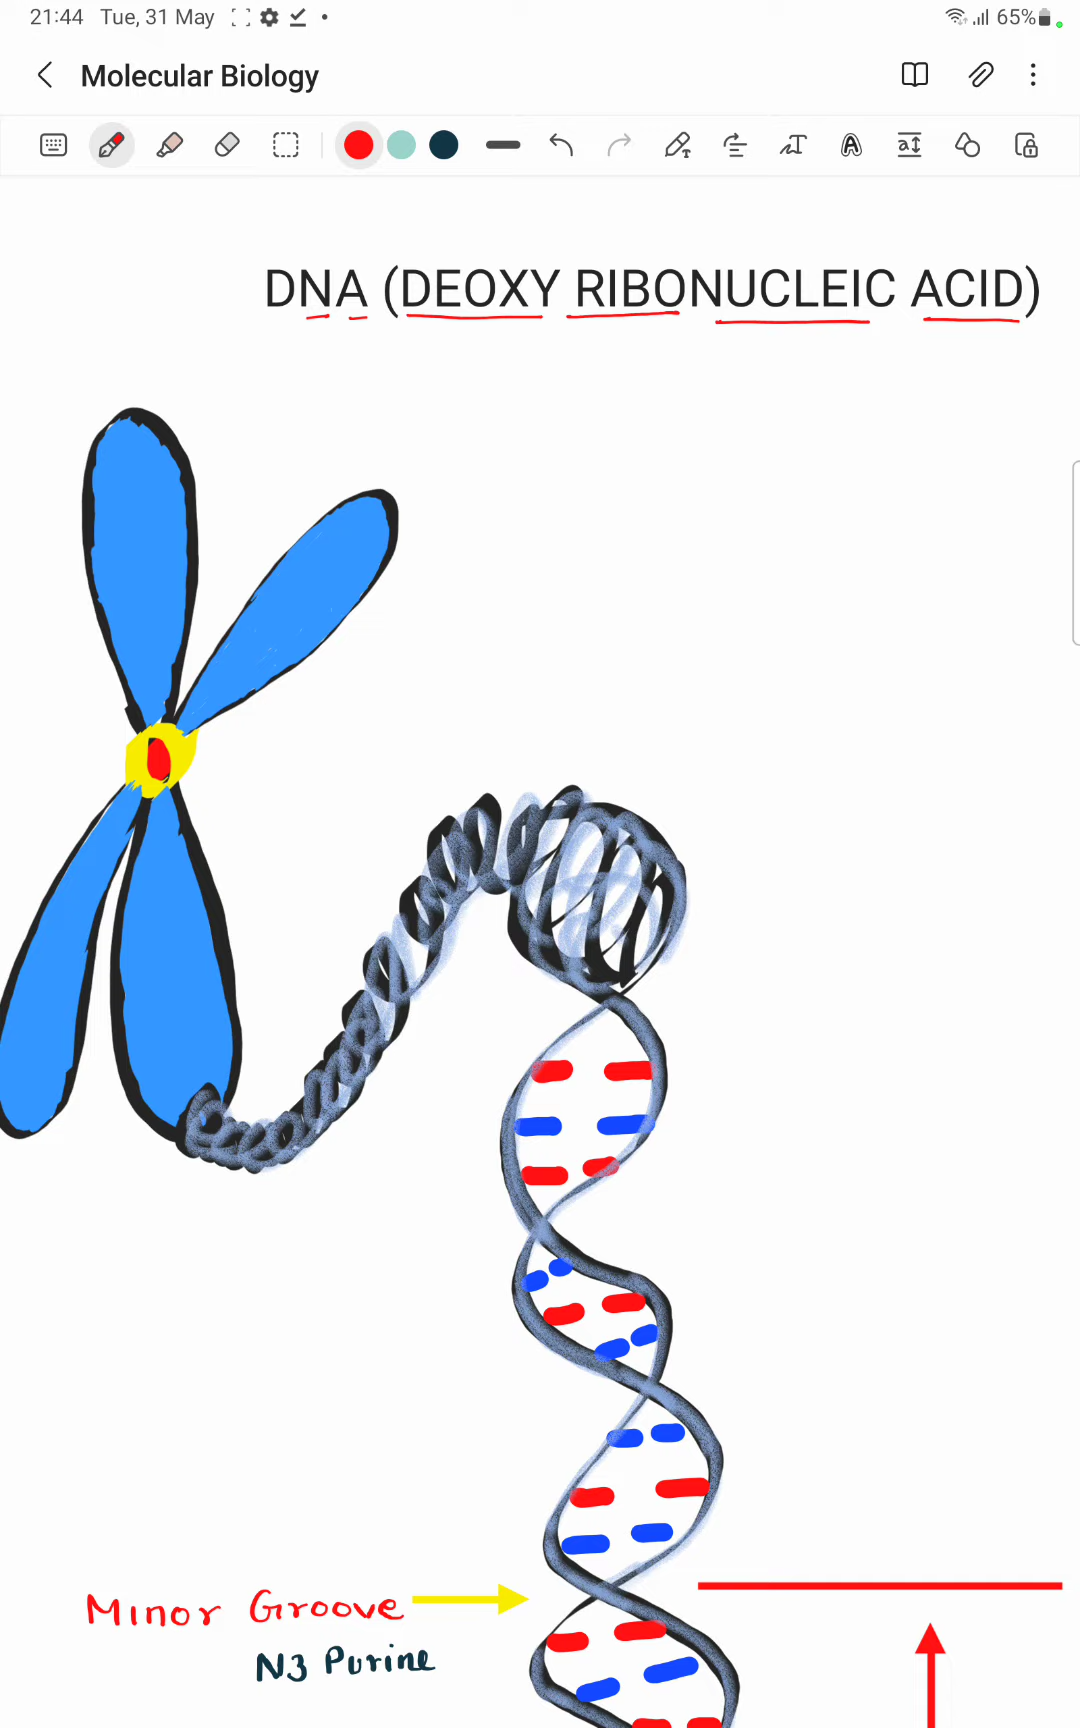 21:44 Tue, 31 May 65%
Molecular Biology
DNA (DEOXY RIBONUCLEIC ACID)
Minor Groove
N3 Purine